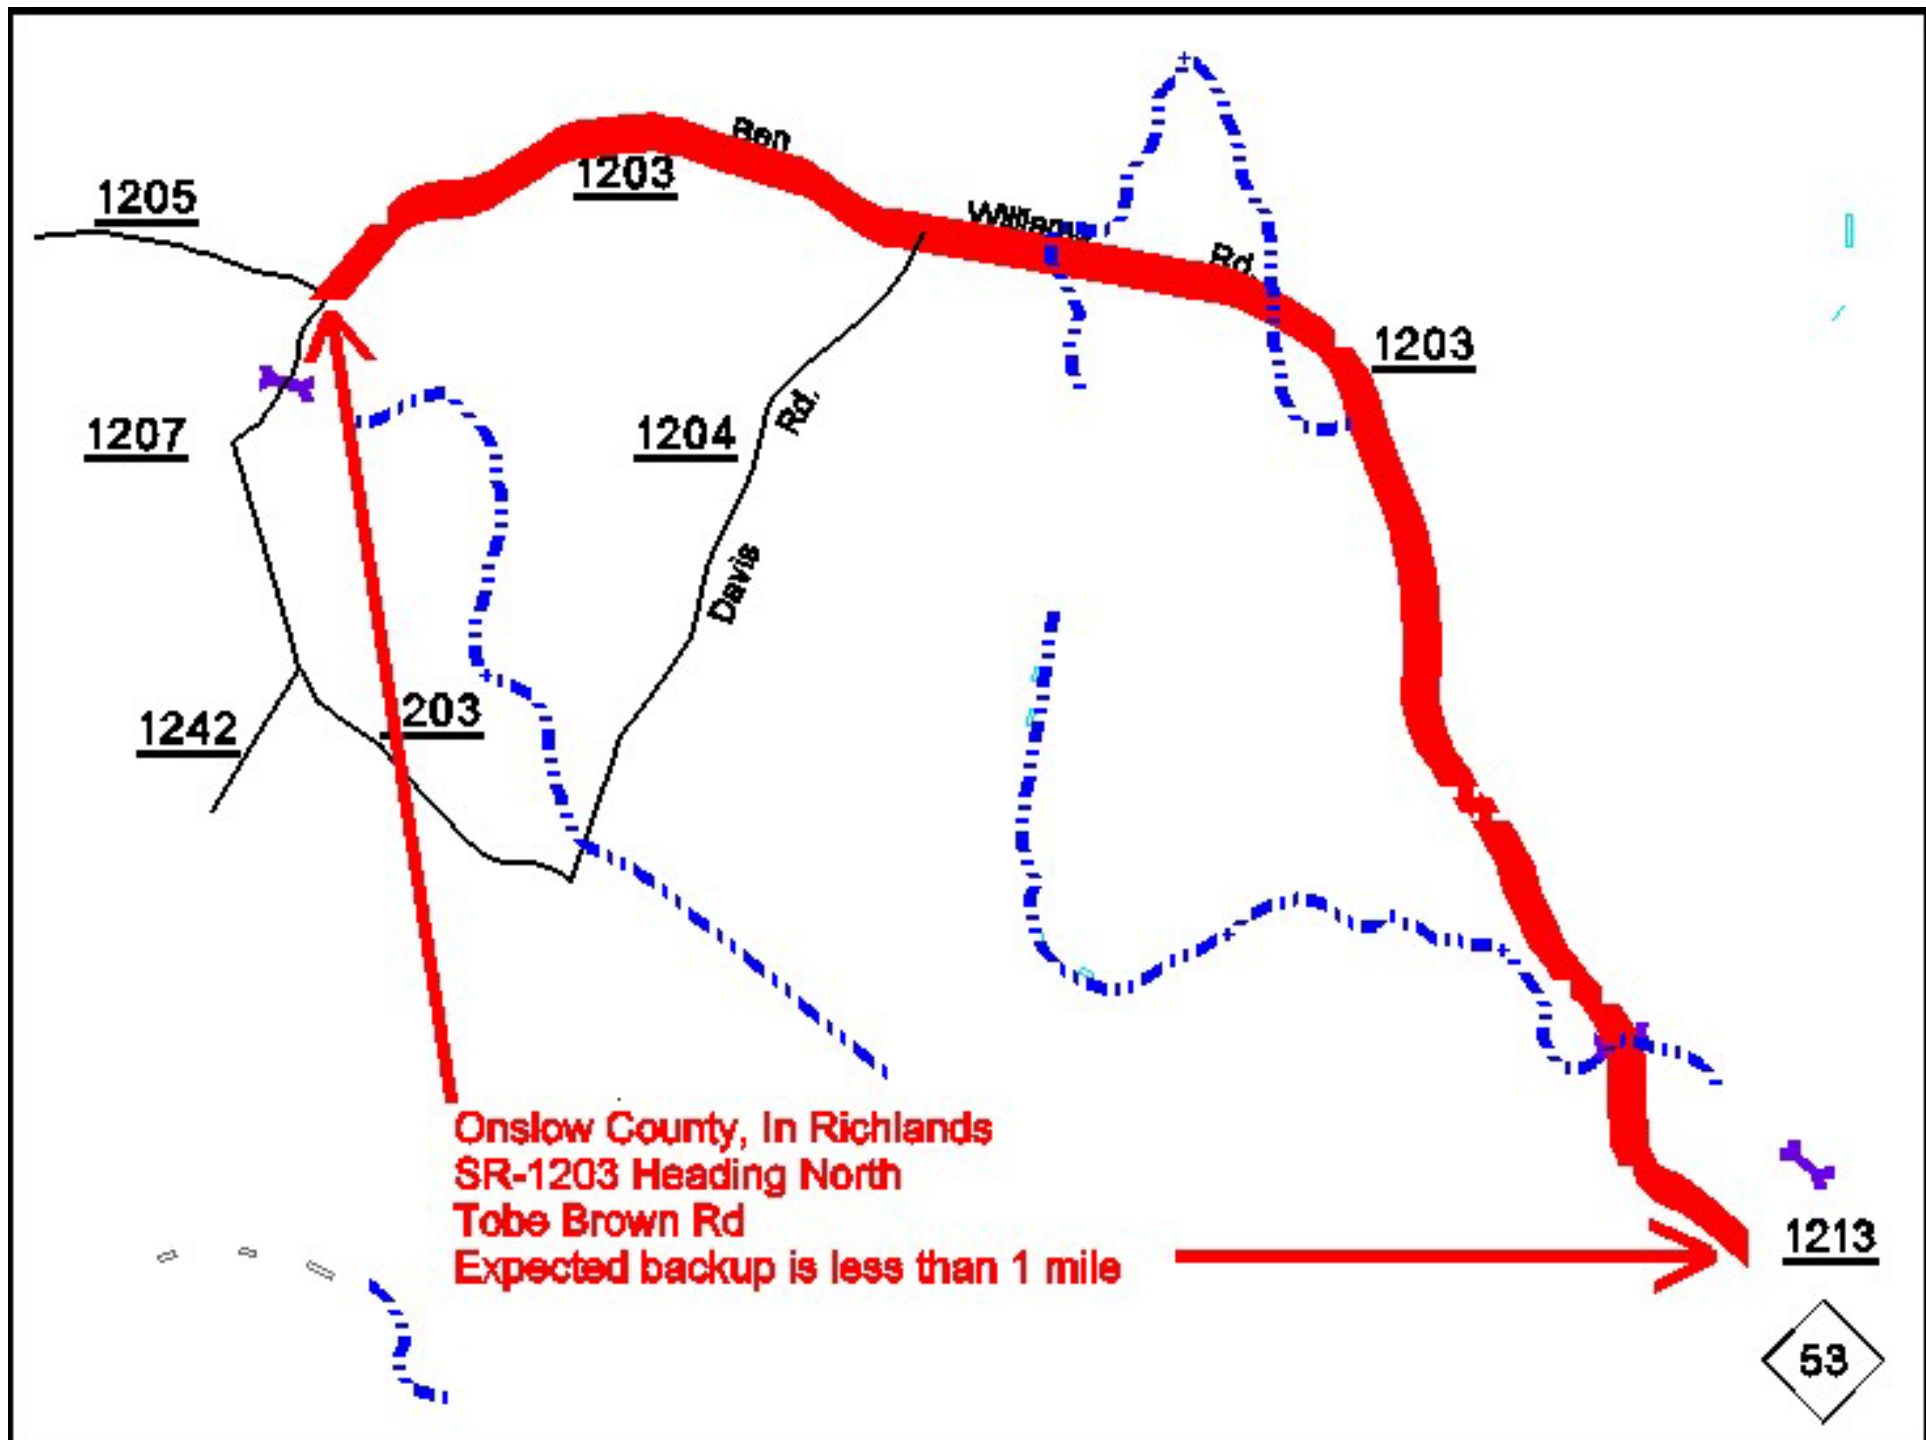 Ben
1203
1205
Williams
Rd.
1203
1207
1204
Rd.
Davis
203
1242
Onslow County, In Richlands
SR-1203 Heading North
Tobe Brown Rd
Expected backup is less than 1 mile
1213
53